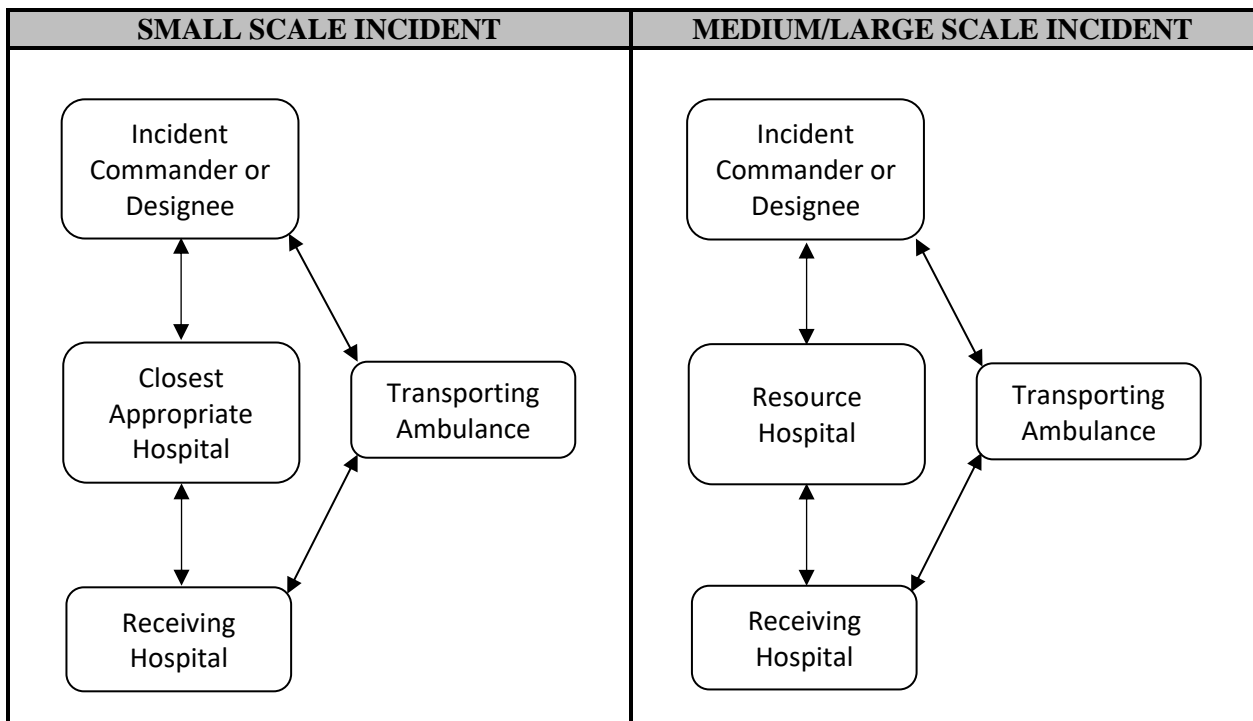 SMALL SCALE INCIDENT
Incident
Commander or
Designee
Closest
Appropriate
Hospital
Transporting
Ambulance
Receiving
Hospital
MEDIUM/LARGE SCALE INCIDENT
Incident
Commander or
Designee
Resource
Hospital
Transporting
Ambulance
Receiving
Hospital